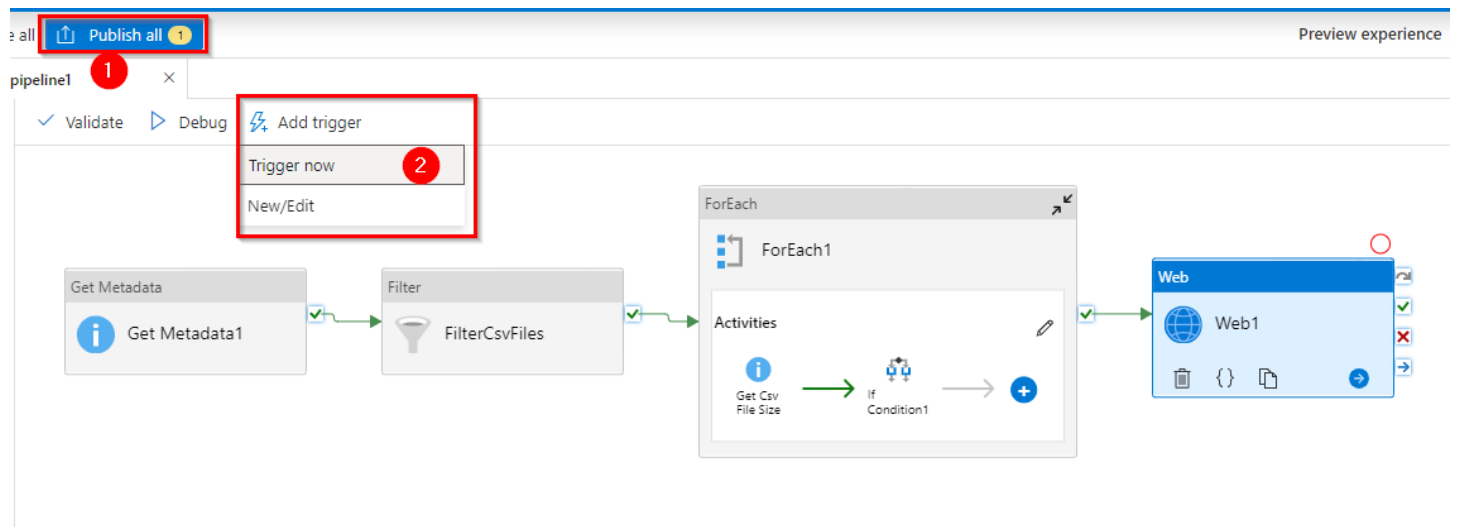 e all Publish all 1 Preview experience
pipeline1 1
Validate Debug Add trigger
Trigger now 2
New/Edit
ForEach
ForEach1
Get Metadata
Get Metadata1
Filter
FilterCsvFiles
Activities
Get Csv
File Size
If
Condition1
Web
Web1